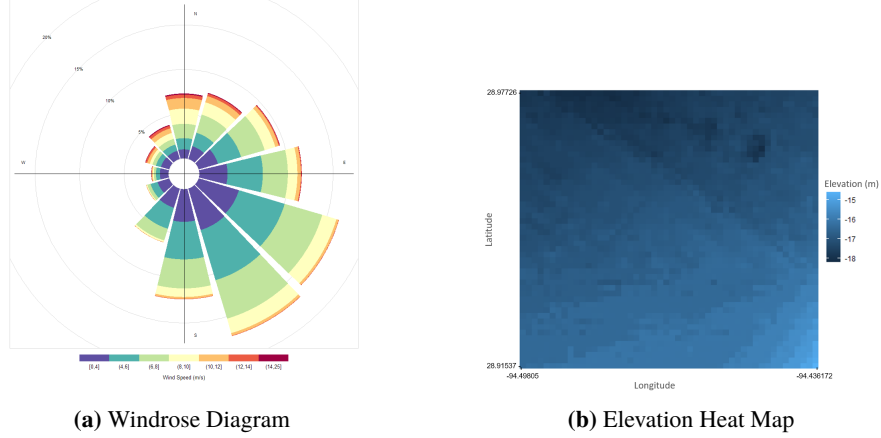 N
20%
15%
10%
5%
W
E
S
[0,4]
(4,6]
(6,8]
(8,10]
(10,12]
(12,14]
(14,25]
Wind Speed (m/s)
(a) Windrose Diagram
28.97726
Latitude
28.91537
-94.49805
-94.436172
Longitude
Elevation (m)
-15
-16
-17
-18
(b) Elevation Heat Map